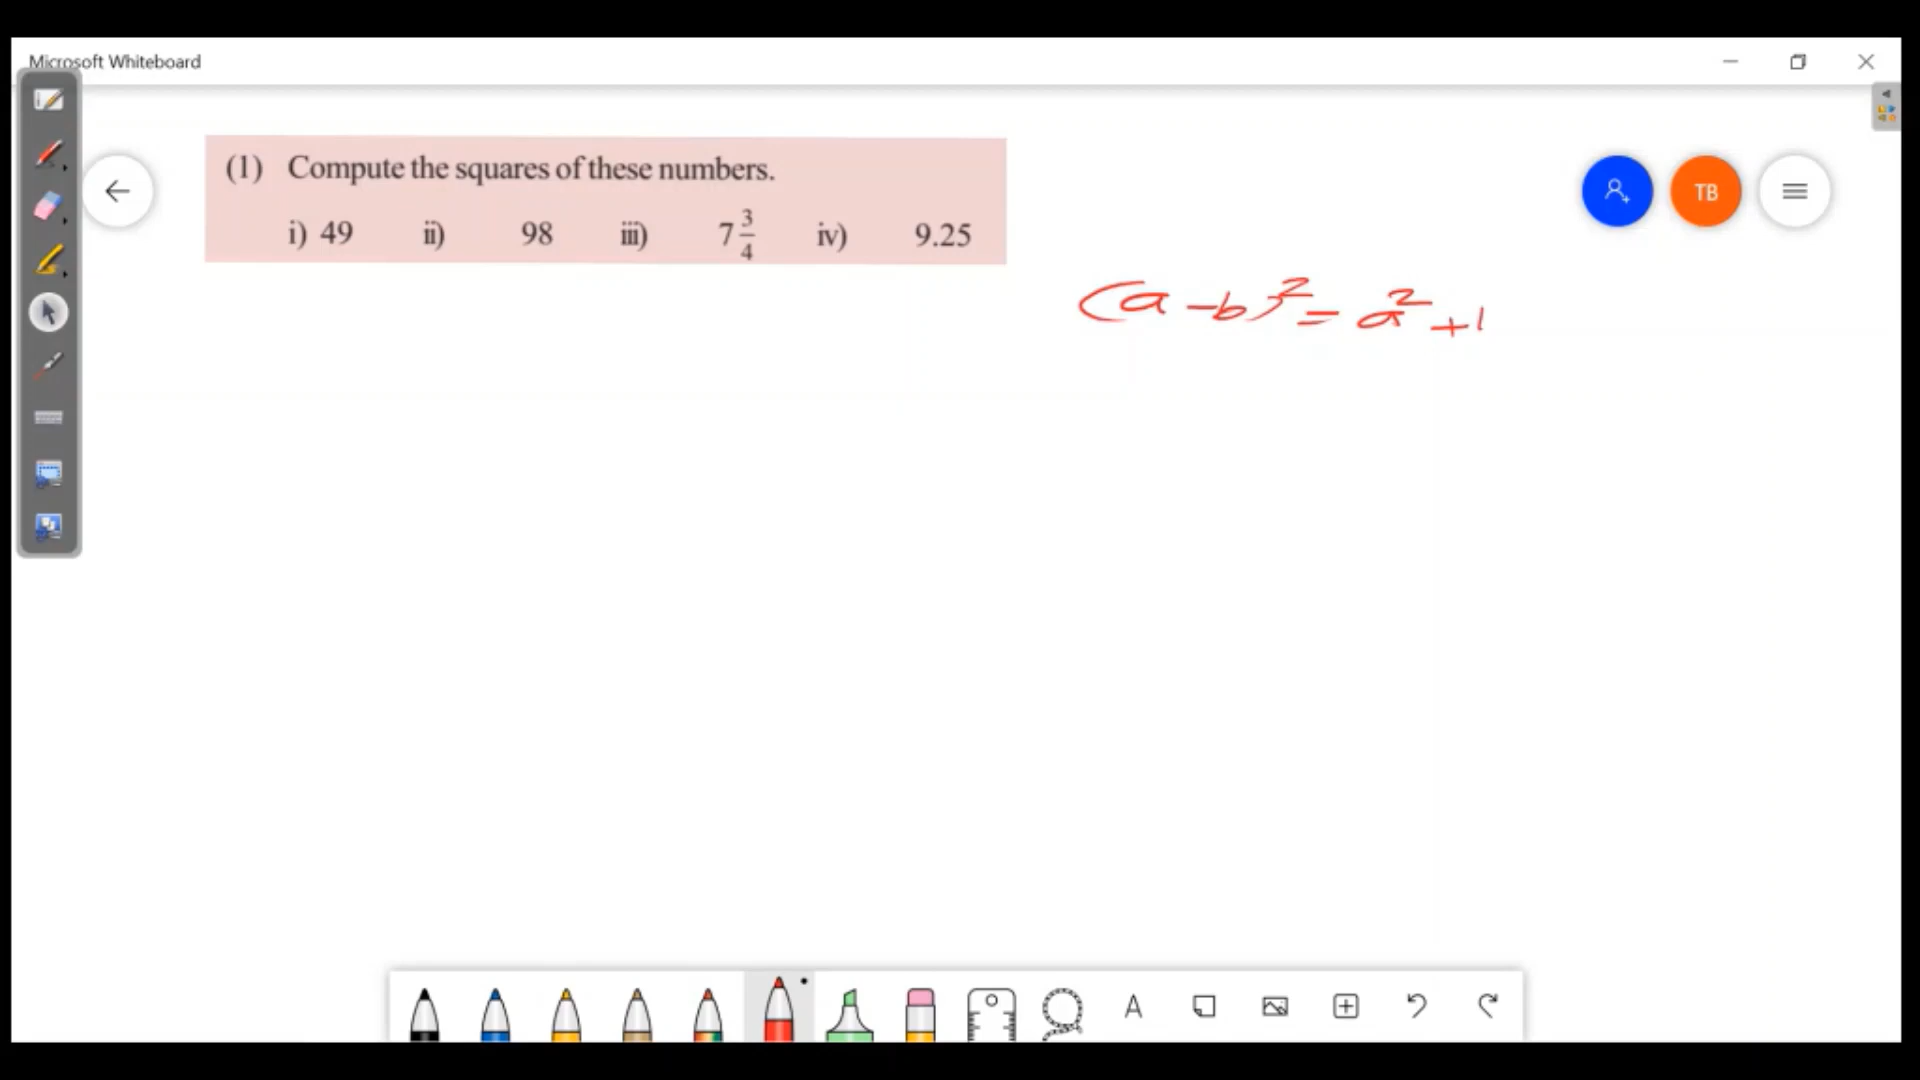 Microsoft Whiteboard
(1) Compute the squares of these numbers.
i) 49 ii) 98 iii) 7 3/4 iv) 9.25
(a - b)² = a² +
TB
A